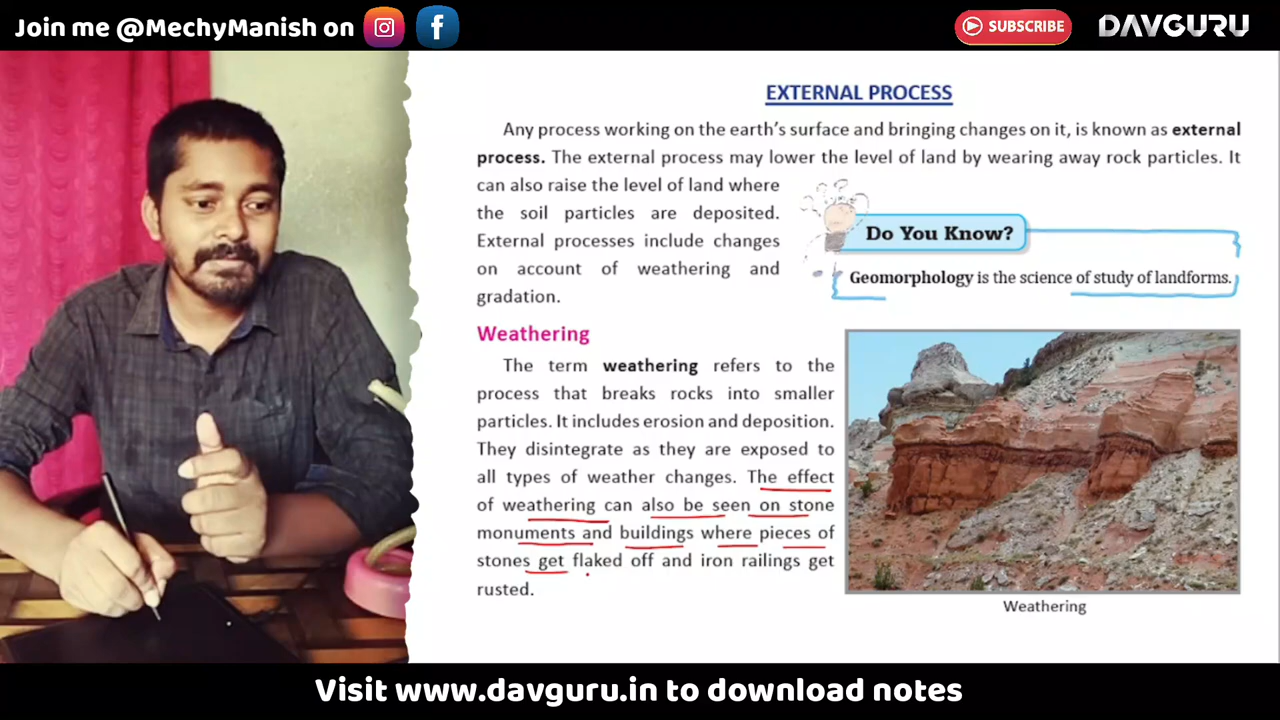 Join me @MechyManish on
SUBSCRIBE
DAVGURU
EXTERNAL PROCESS
Any process working on the earth's surface and bringing changes on it, is known as external
process. The external process may lower the level of land by wearing away rock particles. It
can also raise the level of land where
the soil particles are deposited.
External processes include changes
on account of weathering and
gradation.
Do You Know?
Geomorphology is the science of study of landforms.
Weathering
The term weathering refers to the
process that breaks rocks into smaller
particles. It includes erosion and deposition.
They disintegrate as they are exposed to
all types of weather changes. The effect
of weathering can also be seen on stone
monuments and buildings where pieces of
stones get flaked off and iron railings get
rusted.
Weathering
Visit www.davguru.in to download notes